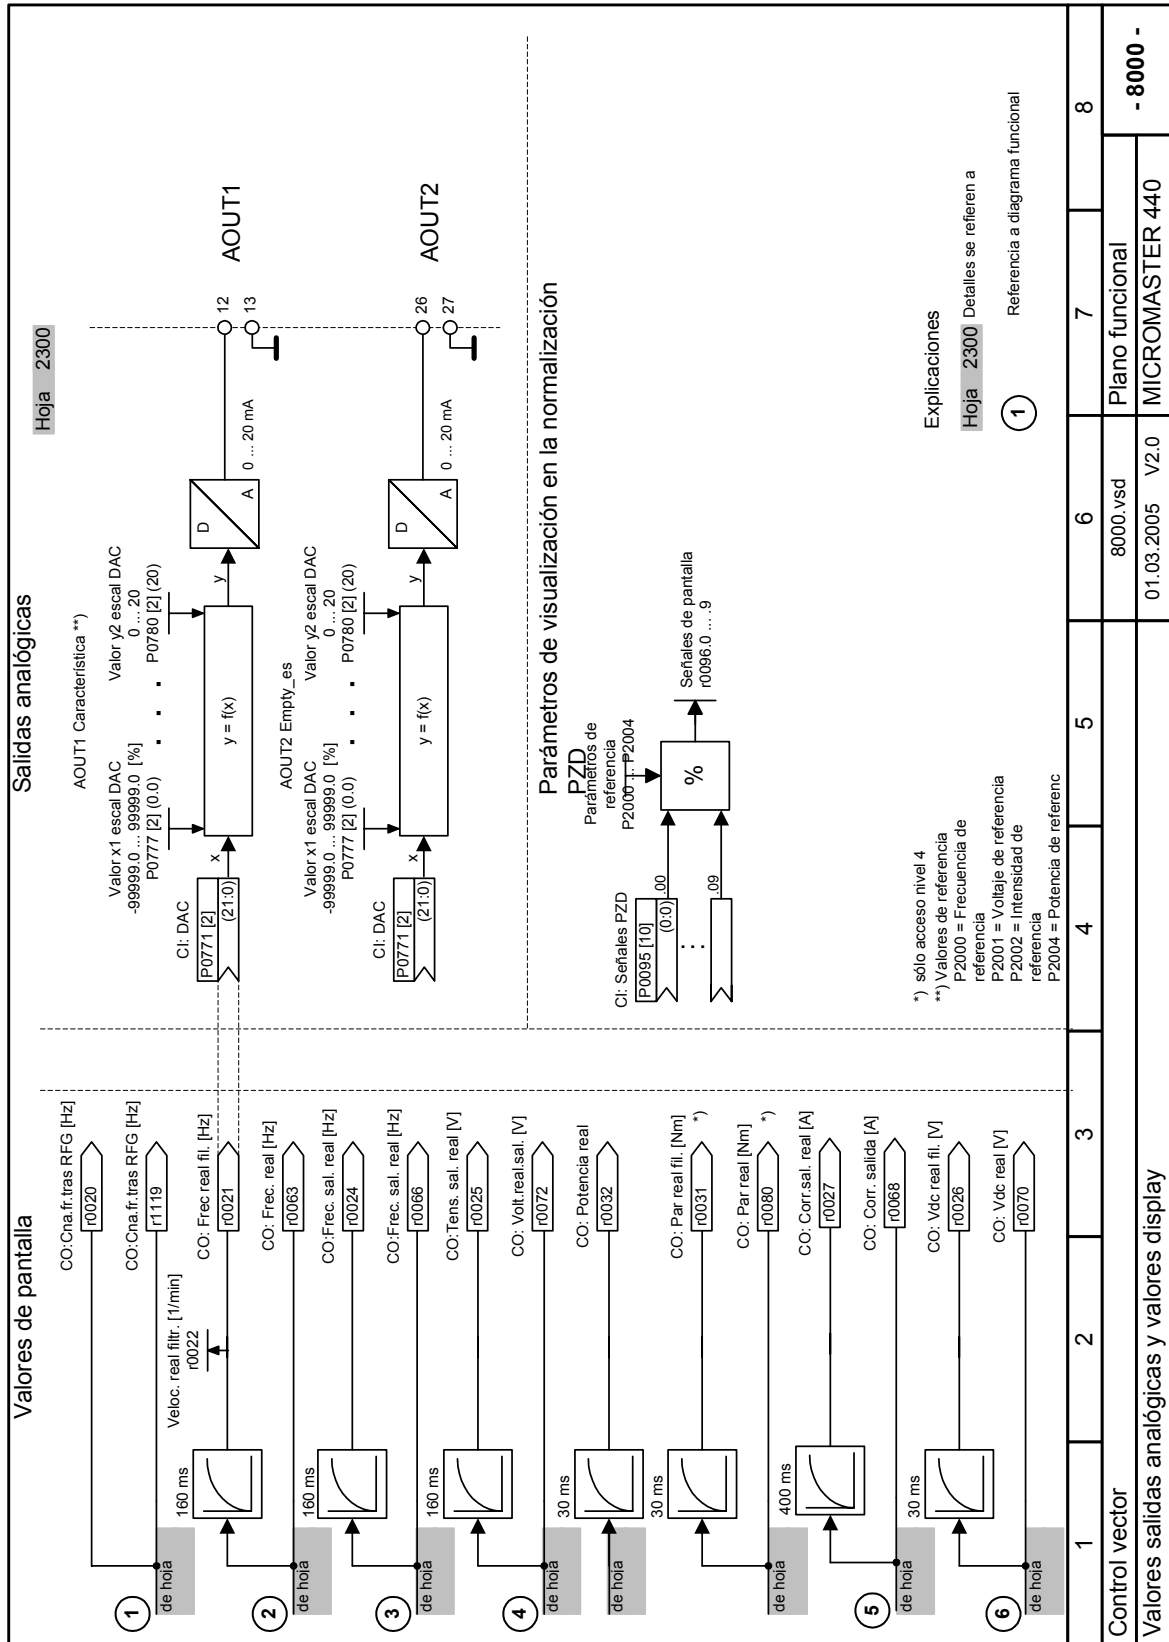 Valores de pantalla
Salidas analógicas
Hoja 2300
CO:Cna.fr.tras RFG [Hz]
r0020
CO:Cna.fr.tras RFG [Hz]
r1119
1
de hoja
Veloc. real filtr. [1/min]
r0022
160 ms
CO: Frec real fil. [Hz]
r0021
CO: Frec. real [Hz]
r0063
2
de hoja
160 ms
CO:Frec. sal. real [Hz]
r0024
CO:Frec. sal. real [Hz]
r0066
3
de hoja
160 ms
CO:Tens. sal. real [V]
r0025
CO: Volt.real.sal. [V]
r0072
4
de hoja
30 ms
CO: Potencia real
r0032
de hoja
30 ms
CO: Par real fil. [Nm]
r0031
*)
CO: Par real [Nm]
r0080
*)
de hoja
400 ms
CO: Corr.sal. real [A]
r0027
CO: Corr. salida [A]
r0068
5
de hoja
30 ms
CO: Vdc real fil. [V]
r0026
CO: Vdc real [V]
r0070
6
de hoja
AOUT1 Característica **)
Valor x1 escal DAC
-99999.0 ... 99999.0 [%]
P0777 [2] (0.0)
. . .
Valor y2 escal DAC
0 ... 20
P0780 [2] (20)
CI: DAC
P0771 [2]
(21:0)
x
y = f(x)
y
D
A
0 ... 20 mA
12
13
AOUT1
AOUT2 Empty_es
Valor x1 escal DAC
-99999.0 ... 99999.0 [%]
P0777 [2] (0.0)
. . .
Valor y2 escal DAC
0 ... 20
P0780 [2] (20)
CI: DAC
P0771 [2]
(21:0)
x
y = f(x)
y
D
A
0 ... 20 mA
26
27
AOUT2
Parámetros de visualización en la normalización
PZD
Parámetros de
referencia
P2000 ... P2004
CI: Señales PZD
P0095 [10]
(0:0)
.00
...
.09
%
Señales de pantalla
r0096.0 ... .9
*) sólo acceso nivel 4
**) Valores de referencia
P2000 = Frecuencia de
referencia
P2001 = Voltaje de referencia
P2002 = Intensidad de
referencia
P2004 = Potencia de referenc
Explicaciones
Hoja 2300 Detalles se refieren a
1 Referencia a diagrama funcional
1 2 3 4 5 6 7 8
Control vector
8000.vsd
Plano funcional
- 8000 -
Valores salidas analógicas y valores display
01.03.2005 V2.0
MICROMASTER 440